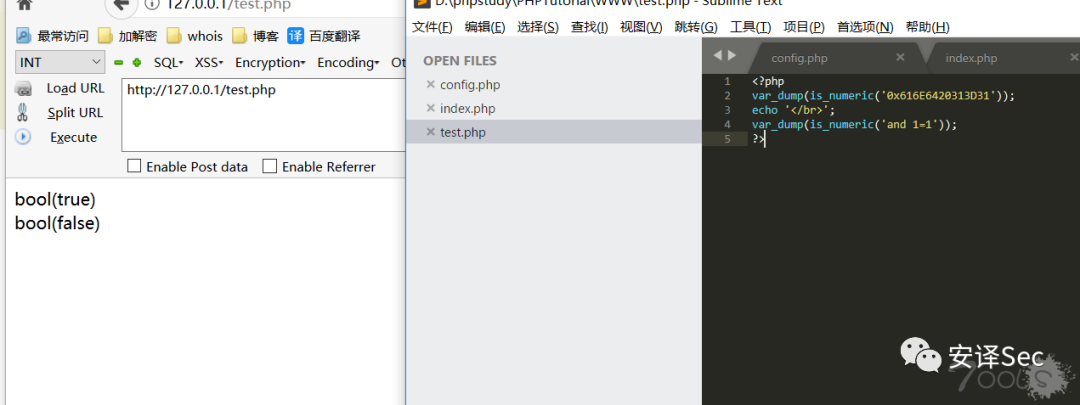 127.0.0.1/test.php
最常访问 加解密 whois 博客 译 百度翻译
INT SQL XSS Encryption Encoding Ot
Load URL
Split URL
Execute
http://127.0.0.1/test.php
Enable Post data Enable Referrer
bool(true)
bool(false)
D:\phpstudy\PHPTutorial\WWW\test.php - Sublime Text
文件(F) 编辑(E) 选择(S) 查找(I) 视图(V) 跳转(G) 工具(T) 项目(P) 首选项(N) 帮助(H)
OPEN FILES
config.php
index.php
test.php
config.php index.php
1 <?php
2 var_dump(is_numeric('0x616E6420313D31'));
3 echo '</br>';
4 var_dump(is_numeric('and 1=1'));
5 ?>
安译Sec
7ools